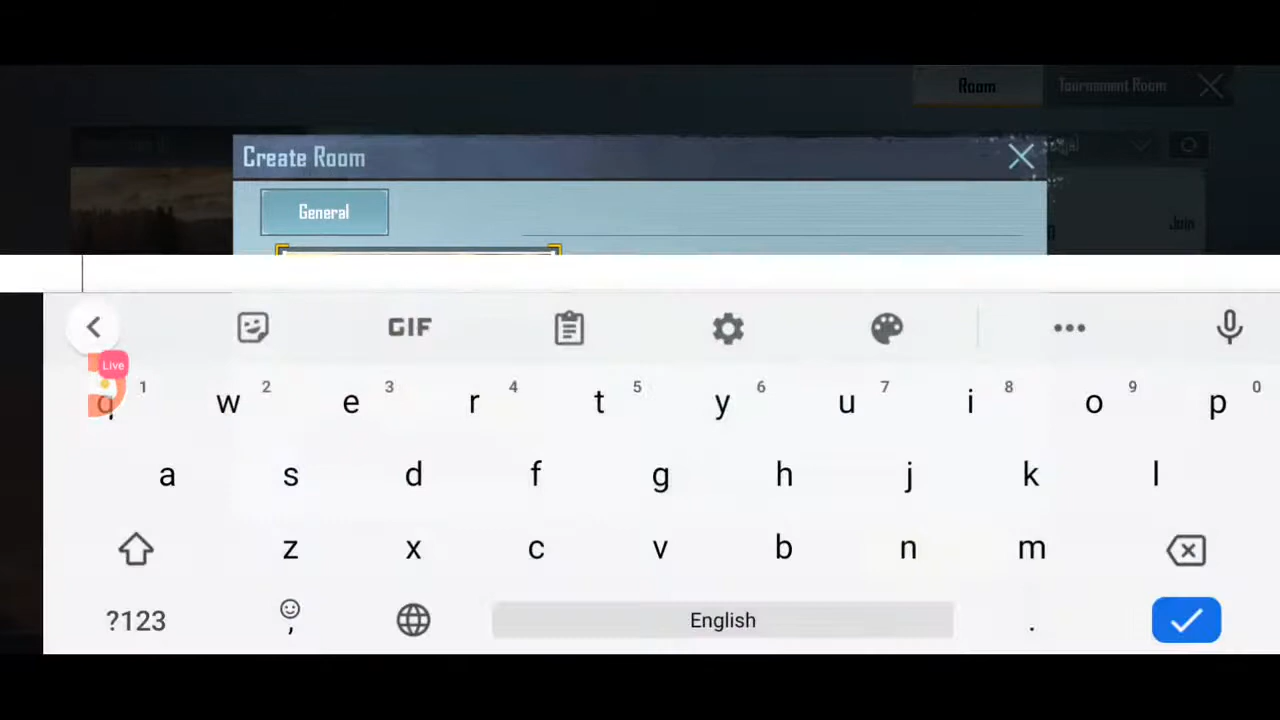 Room Tournament Room
Create Room
General
Join
GIF
Live
q 1 w 2 e 3 r 4 t 5 y 6 u 7 i 8 o 9 p 0
a s d f g h j k l
z x c v b n m
?123 , English .